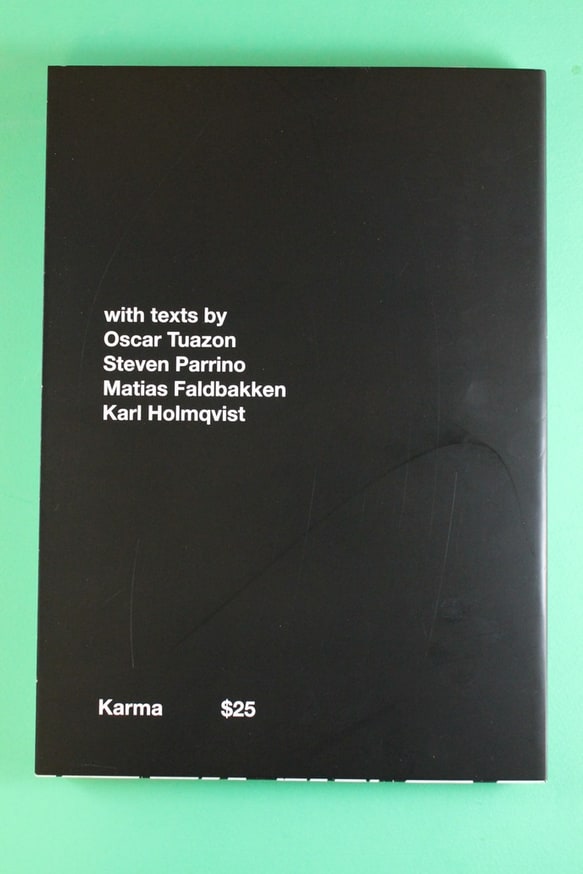 with texts by
Oscar Tuazon
Steven Parrino
Matias Faldbakken
Karl Holmqvist
Karma $25